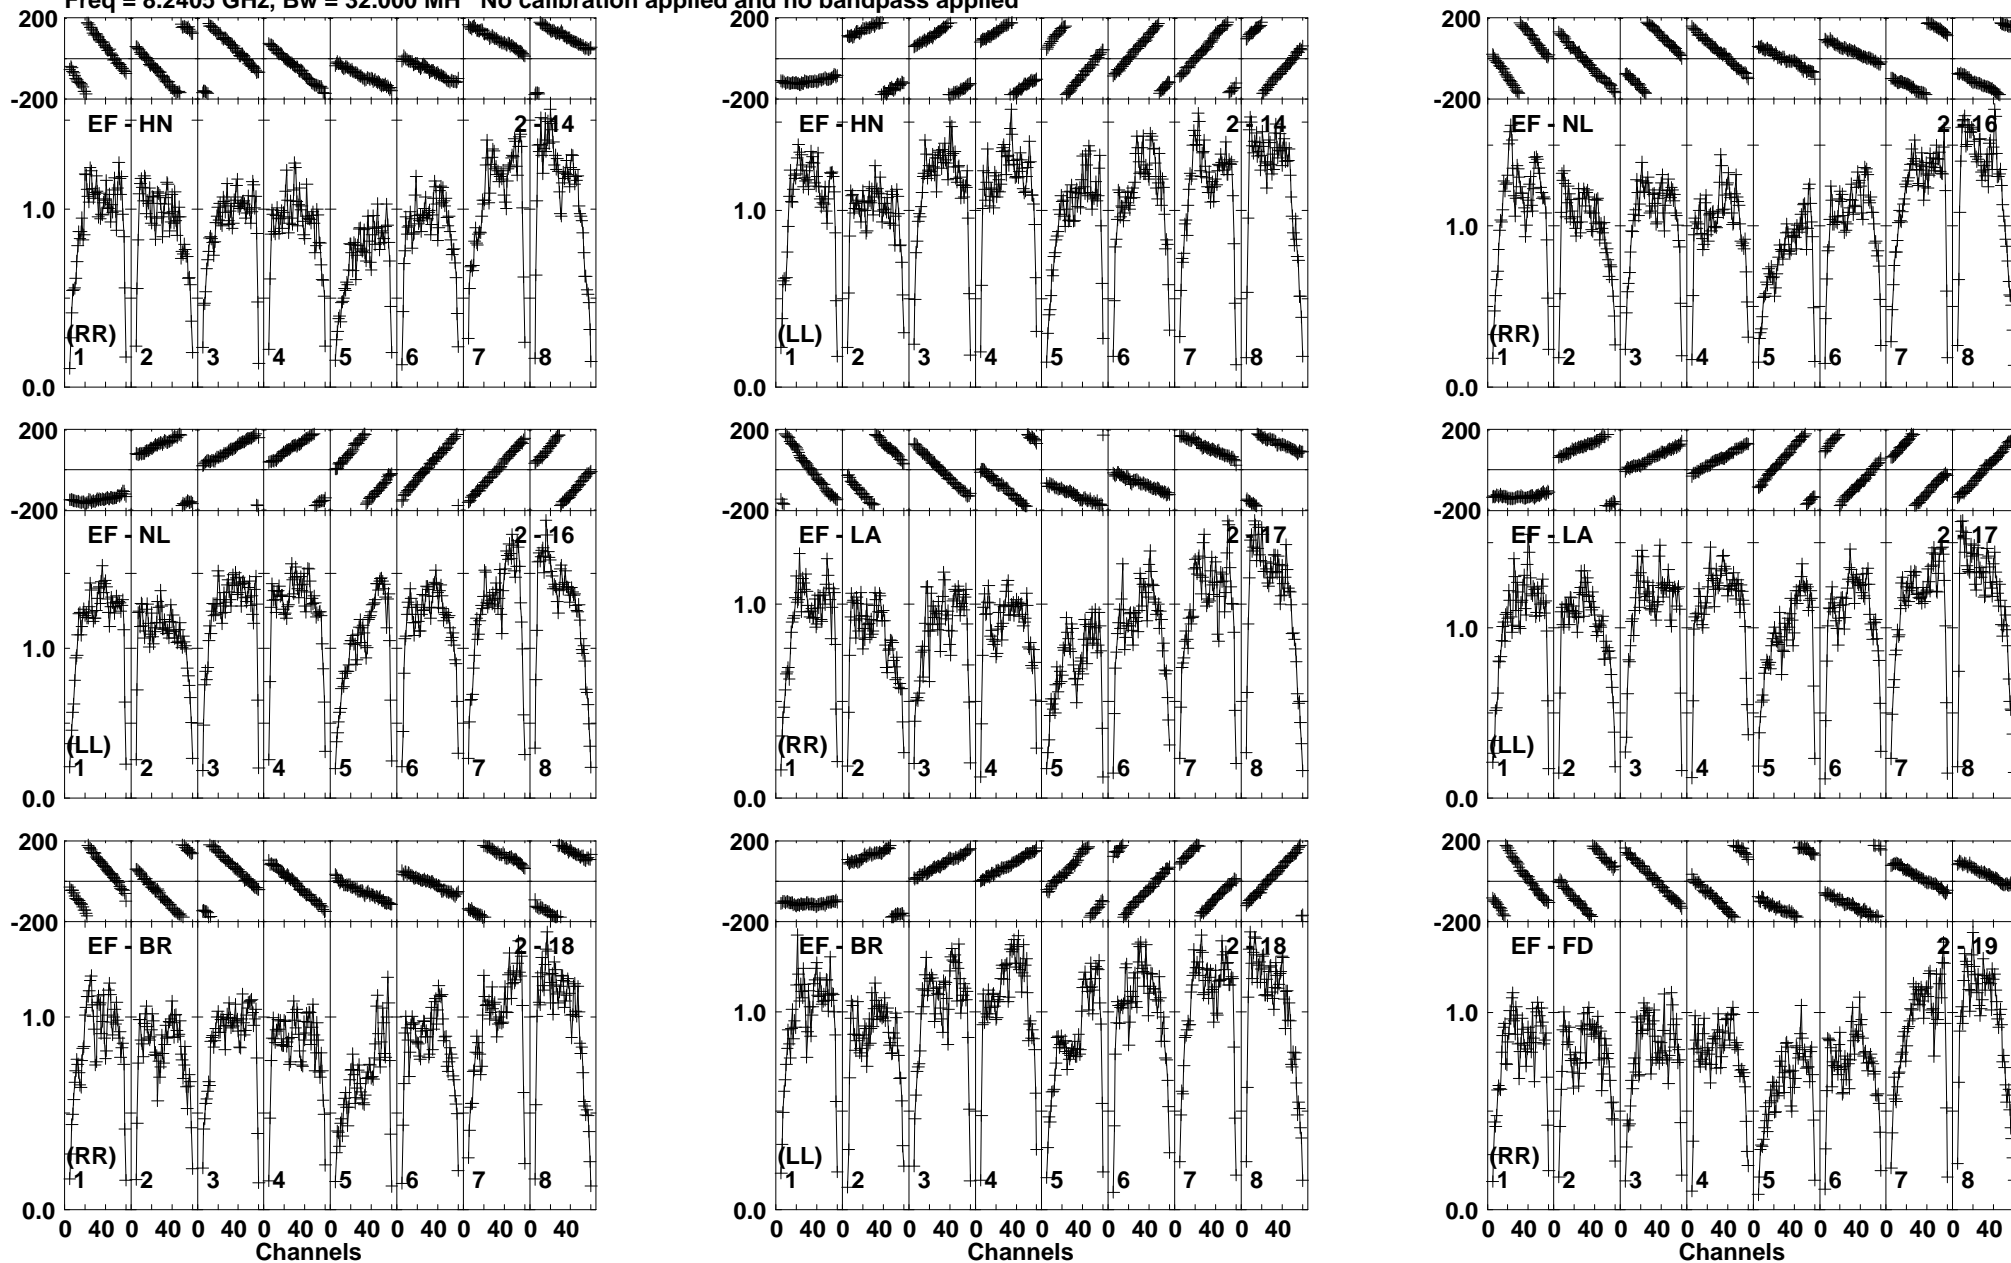 Freq = 8.2405 GHz, Bw = 32.000 MH No calibration applied and no bandpass applied
200 200 200
-200 -200 -200
EF - HN 2 - 14 EF - HN 2 - 14 EF - NL 2 - 16
1.0 1.0 1.0
(RR) (LL) (RR)
1 2 3 4 5 6 7 8 1 2 3 4 5 6 7 8 1 2 3 4 5 6 7 8
0.0 0.0 0.0
200 200 200
-200 -200 -200
EF - NL 2 - 16 EF - LA 2 - 17 EF - LA 2 - 17
1.0 1.0 1.0
(LL) (RR) (LL)
1 2 3 4 5 6 7 8 1 2 3 4 5 6 7 8 1 2 3 4 5 6 7 8
0.0 0.0 0.0
200 200 200
-200 -200 -200
EF - BR 2 - 18 EF - BR 2 - 18 EF - FD 2 - 19
1.0 1.0 1.0
(RR) (LL) (RR)
1 2 3 4 5 6 7 8 1 2 3 4 5 6 7 8 1 2 3 4 5 6 7 8
0.0 0.0 0.0
0 40 0 40 0 40 0 40 0 40 0 40 0 40 0 40 0 40 0 40 0 40 0 40 0 40 0 40 0 40 0 40 0 40 0 40 0 40 0 40 0 40 0 40 0 40 0 40
Channels Channels Channels